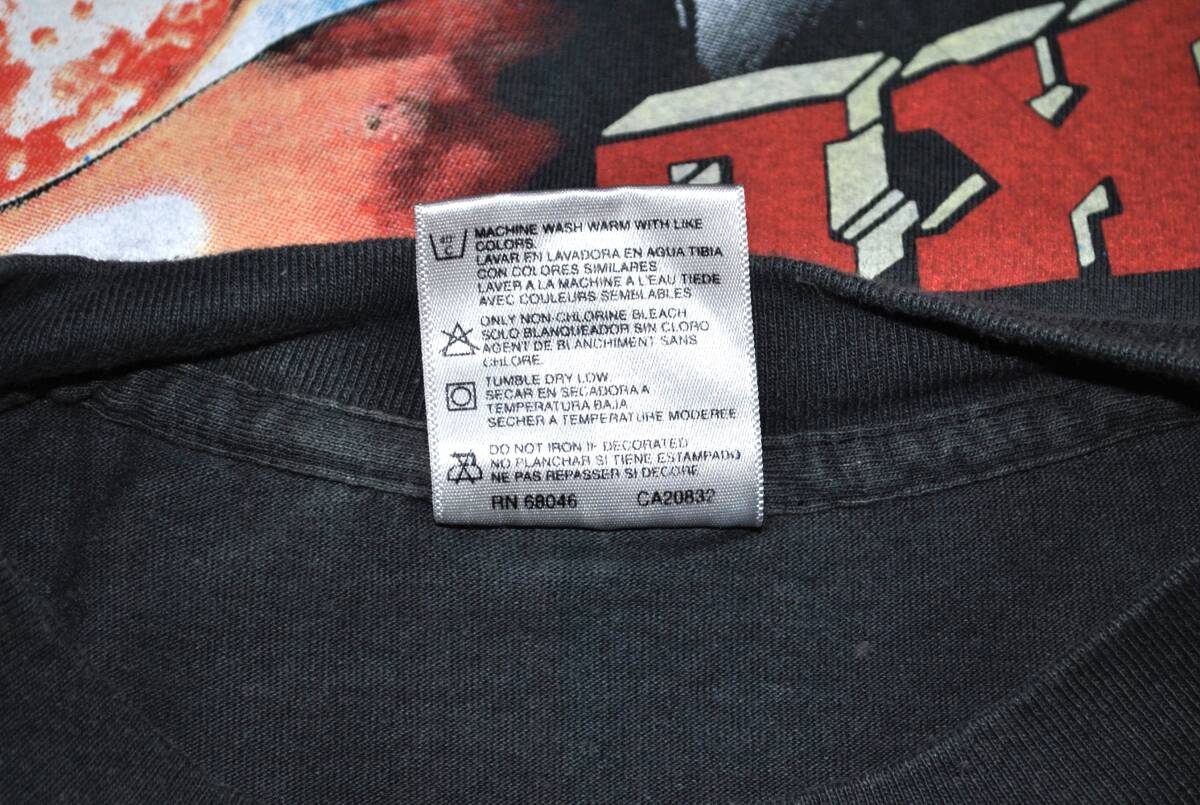 40
C
MACHINE WASH WARM WITH LIKE
COLORS.
LAVAR EN LAVADORA EN AGUA TIBIA
CON COLORES SIMILARES
LAVER A LA MACHINE A L'EAU TIEDE
AVEC COULEURS SEMBLABLES
ONLY NON-CHLORINE BLEACH
SOLO BLANQUEADOR SIN CLORO
AGENT DE BLANCHIMENT SANS
CHLORE.
TUMBLE DRY LOW
SECAR EN SECADORA A
TEMPERATURA BAJA
SECHER A TEMPERATURE MODEREE
DO NOT IRON IF DECORATED
NO PLANCHAR SI TIENE ESTAMPADO
NE PAS REPASSER SI DECORE
RN 68046 CA20832